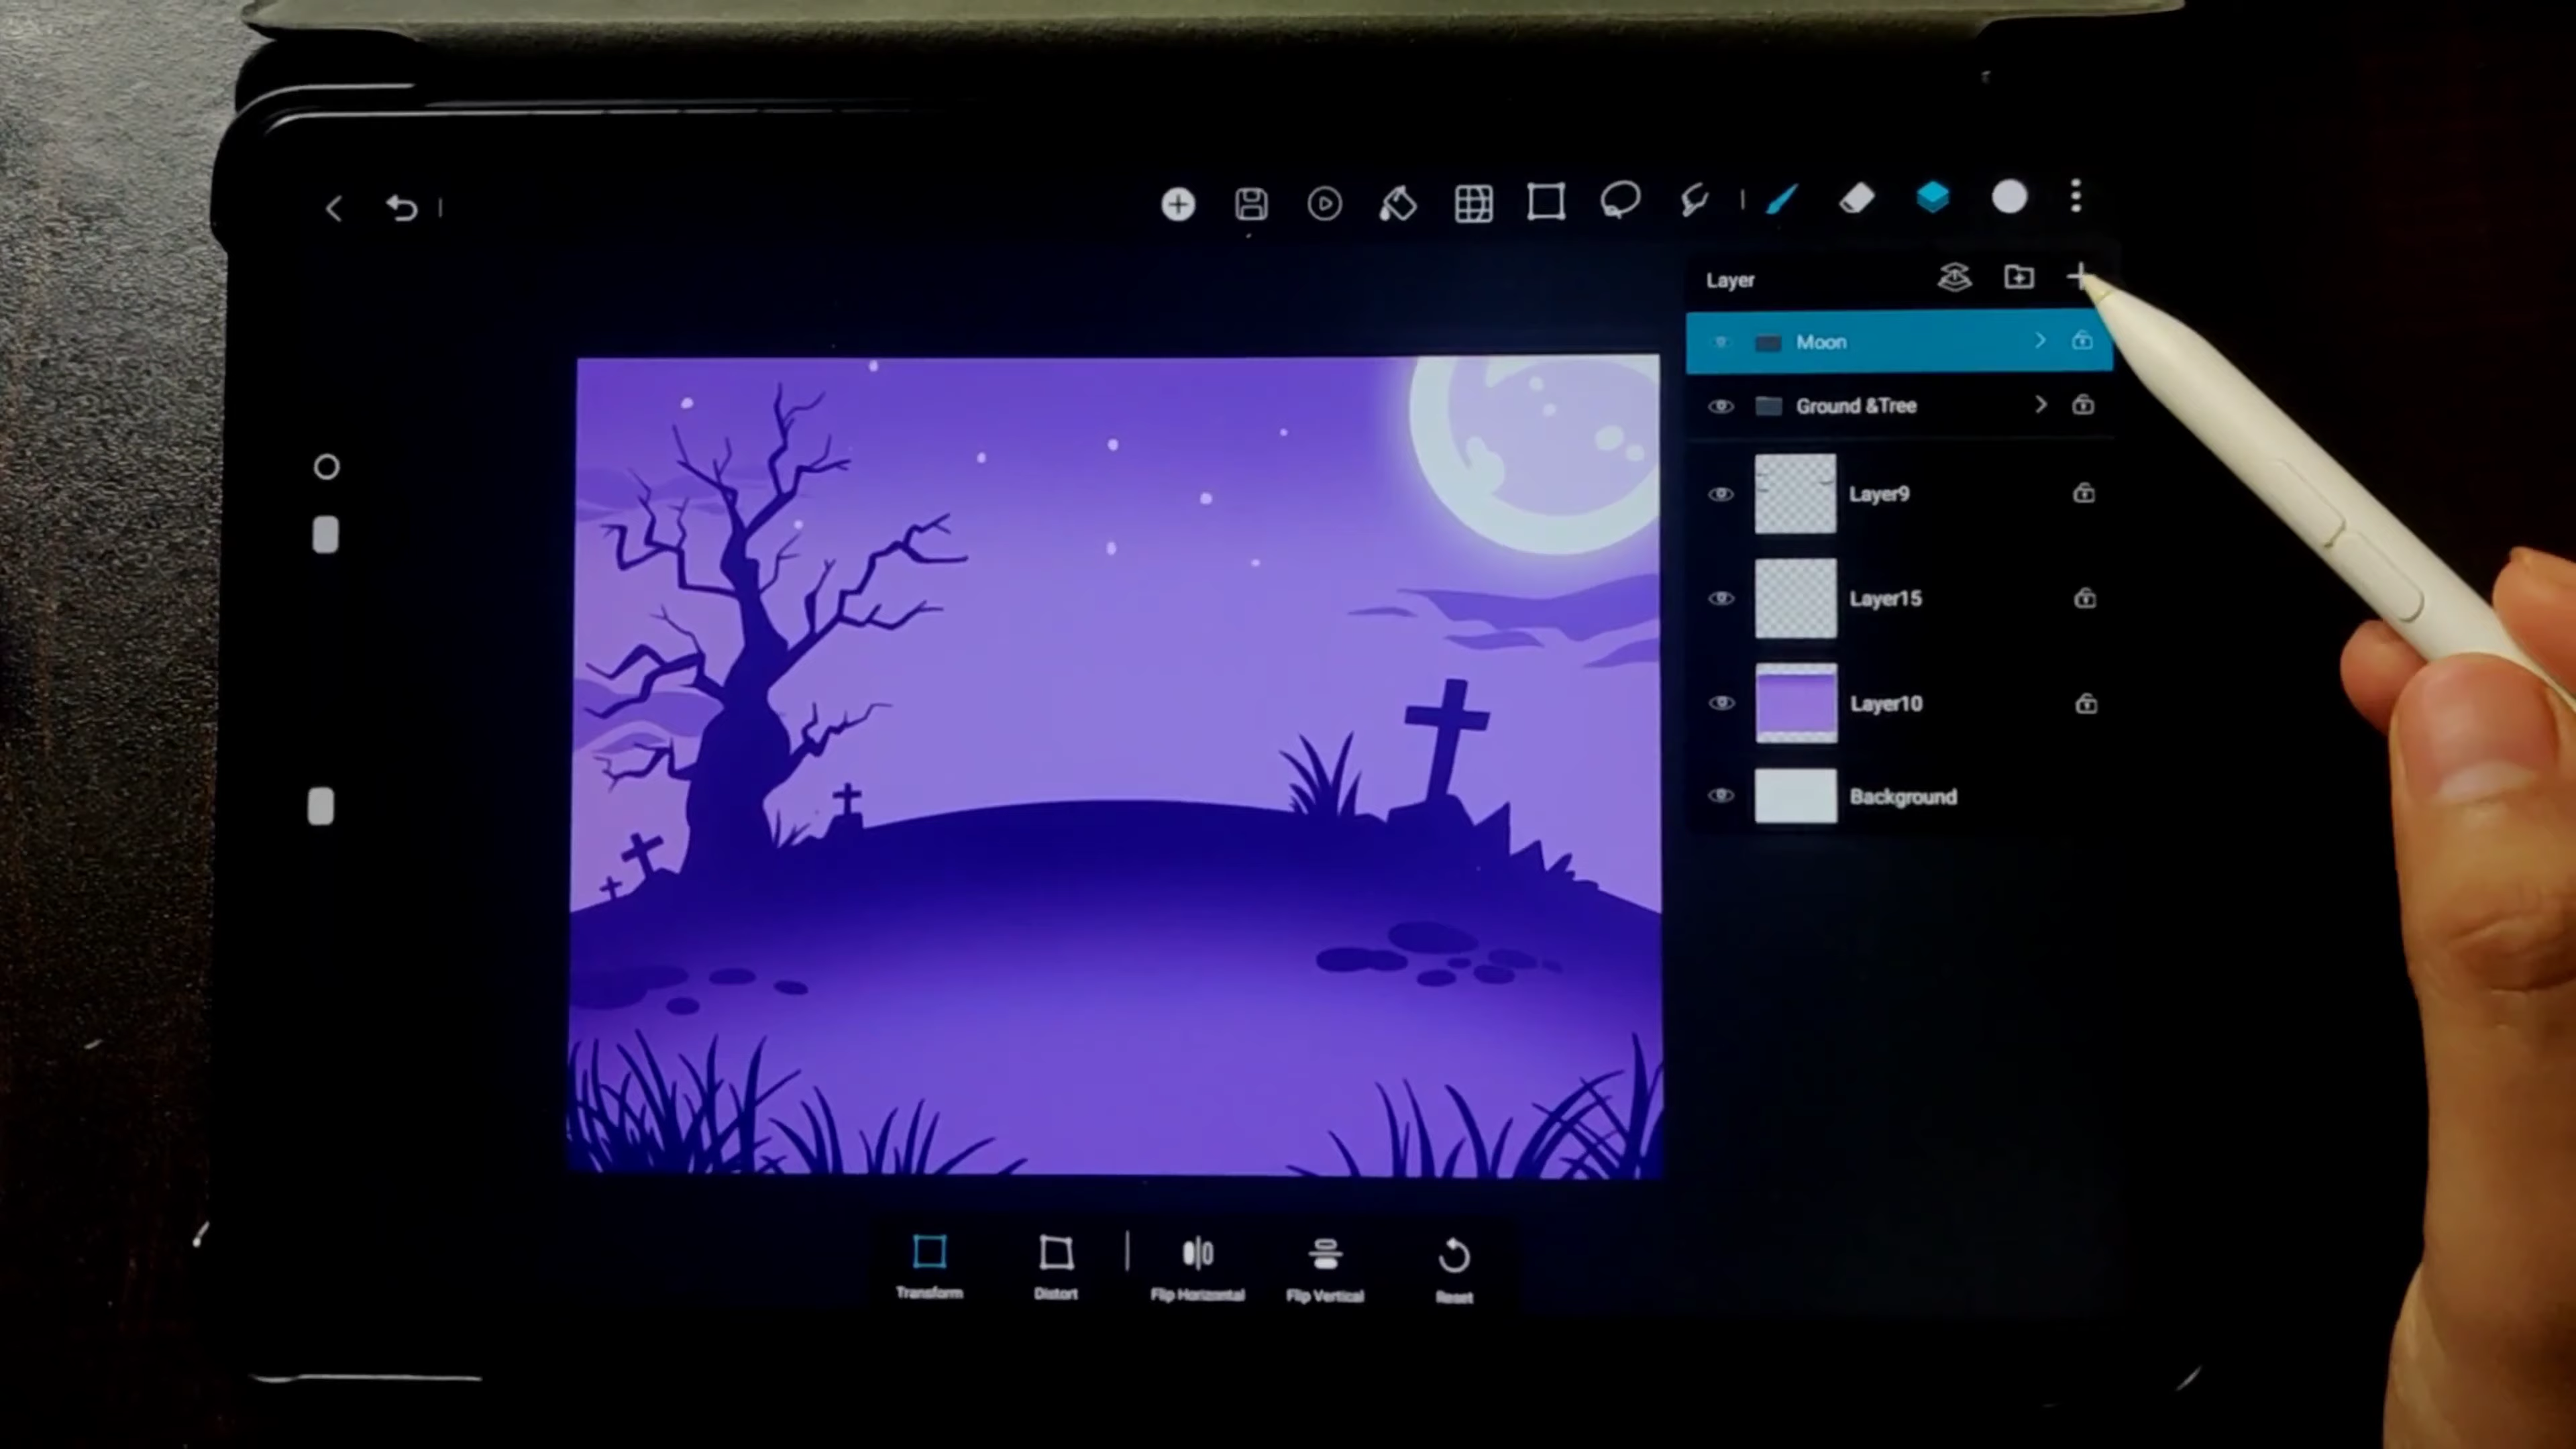 Layer
Moon
Ground &Tree
Layer9
Layer15
Layer10
Background
Transform
Distort
Flip Horizontal
Flip Vertical
Reset